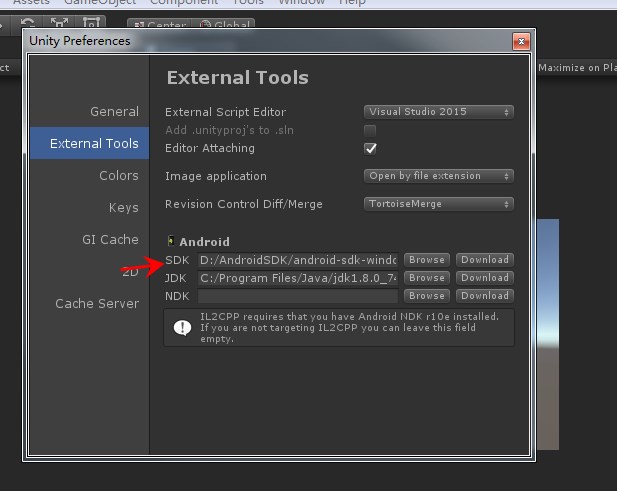 Assets GameObject Component Tools Window Help
Center Global
Unity Preferences
ct
Maximize on Pla
External Tools
General
External Tools
Colors
Keys
GI Cache
2D
Cache Server
External Script Editor Visual Studio 2015
Add .unityproj's to .sln
Editor Attaching
Image application Open by file extension
Revision Control Diff/Merge TortoiseMerge
Android
SDK D:/AndroidSDK/android-sdk-windo Browse Download
JDK C:/Program Files/Java/jdk1.8.0_74 Browse Download
NDK Browse Download
IL2CPP requires that you have Android NDK r10e installed.
If you are not targeting IL2CPP you can leave this field
empty.